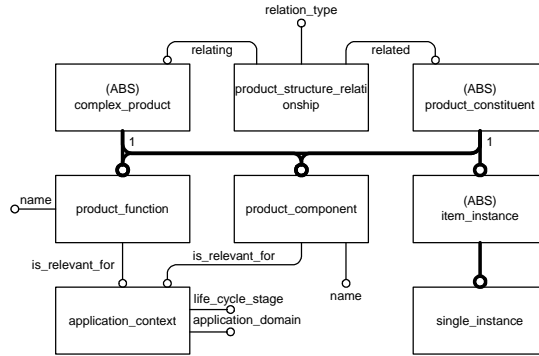 relation_type
relating
related
(ABS)
complex_product
product_structure_relati
onship
(ABS)
product_constituent
1
1
name
product_function
product_component
(ABS)
item_instance
is_relevant_for
is_relevant_for
name
life_cycle_stage
application_domain
application_context
single_instance